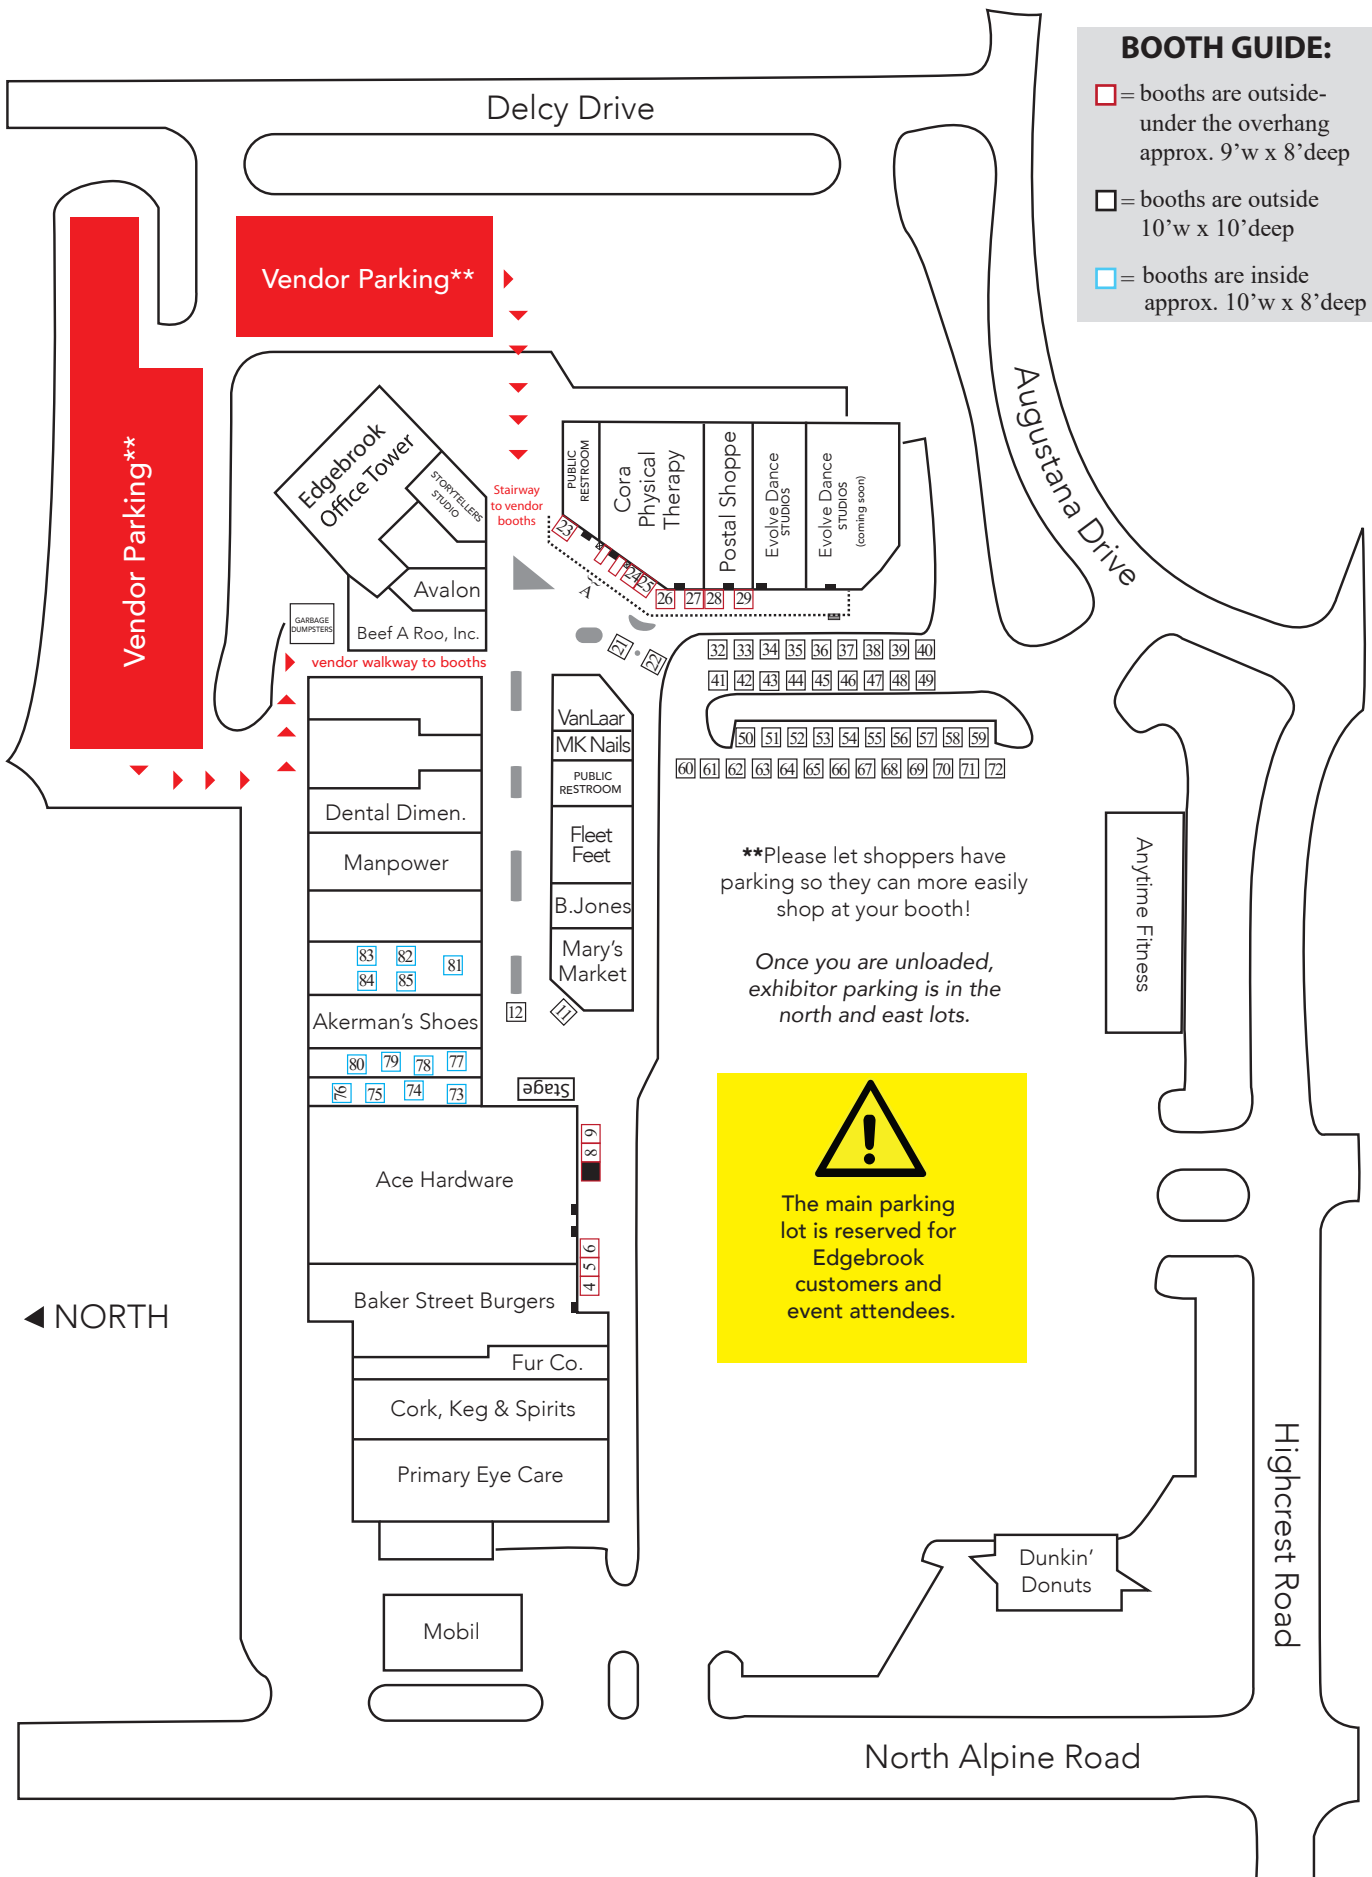 BOOTH GUIDE:
= booths are outside-
under the overhang
approx. 9'w x 8'deep
= booths are outside
10'w x 10'deep
= booths are inside
approx. 10'w x 8'deep
Delcy Drive
Vendor Parking**
Vendor Parking**
Augustana Drive
Edgebrook
Office Tower
STORYTELLERS
STUDIO
Stairway
to vendor
booths
PUBLIC
RESTROOM
Cora
Physical
Therapy
Postal Shoppe
Evolve Dance
STUDIOS
Evolve Dance
STUDIOS
(coming soon)
Avalon
Beef A Roo, Inc.
GARBAGE
DUMPSTERS
vendor walkway to booths
23
24 25
A
26 27 28 29
21 22
32 33 34 35 36 37 38 39 40
41 42 43 44 45 46 47 48 49
50 51 52 53 54 55 56 57 58 59
60 61 62 63 64 65 66 67 68 69 70 71 72
VanLaar
MK Nails
PUBLIC
RESTROOM
Fleet
Feet
B.Jones
Mary's
Market
Dental Dimen.
Manpower
83 82 81
84 85
12 11
Akerman's Shoes
80 79 78 77
76 75 74 73
Stage
**Please let shoppers have
parking so they can more easily
shop at your booth!
Once you are unloaded,
exhibitor parking is in the
north and east lots.
Anytime Fitness
Ace Hardware
8 9
4 5 6
Baker Street Burgers
Fur Co.
Cork, Keg & Spirits
Primary Eye Care
!
The main parking
lot is reserved for
Edgebrook
customers and
event attendees.
NORTH
Mobil
Dunkin'
Donuts
Highcrest Road
North Alpine Road